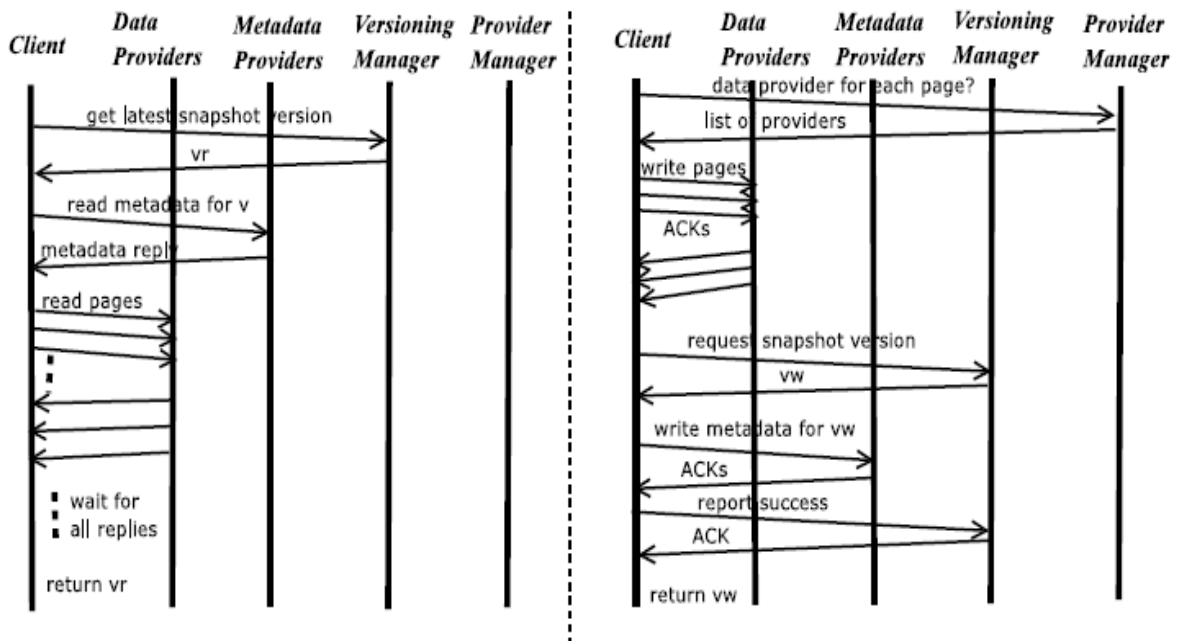 Client
Data
Providers
Metadata
Providers
Versioning
Manager
Provider
Manager
get latest snapshot version
vr
read metadata for v
metadata reply
read pages
wait for
all replies
return vr
Client
Data
Providers
Metadata
Providers
Versioning
Manager
Provider
Manager
data provider for each page?
list of providers
write pages
ACKs
request snapshot version
vw
write metadata for vw
ACKs
report success
ACK
return vw